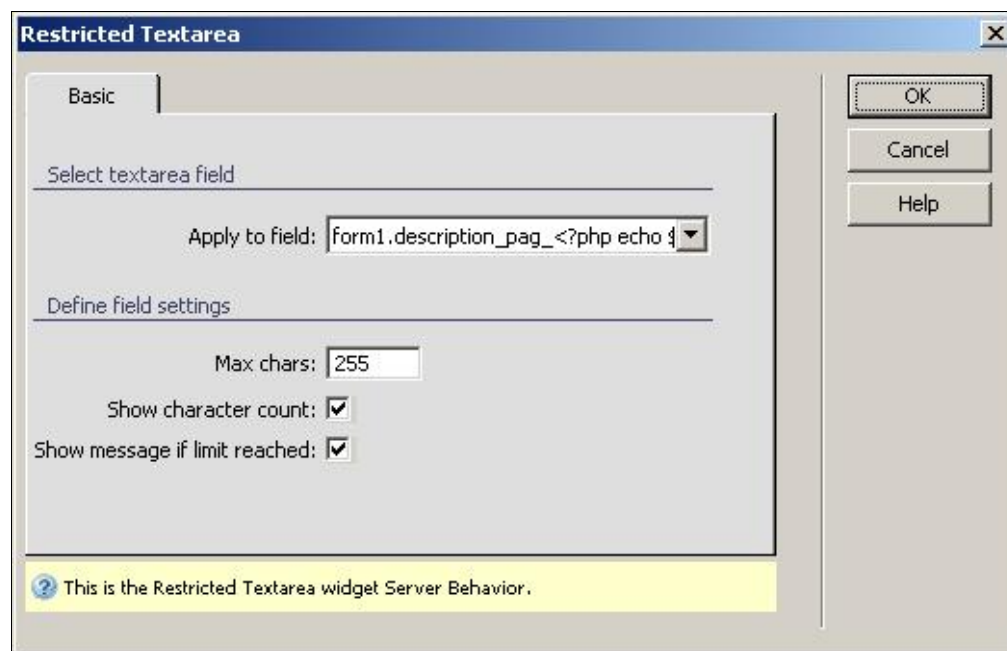 Restricted Textarea
Basic
OK
Cancel
Help
Select textarea field
Apply to field: form1.description_pag_<?php echo $
Define field settings
Max chars: 255
Show character count:
Show message if limit reached:
This is the Restricted Textarea widget Server Behavior.